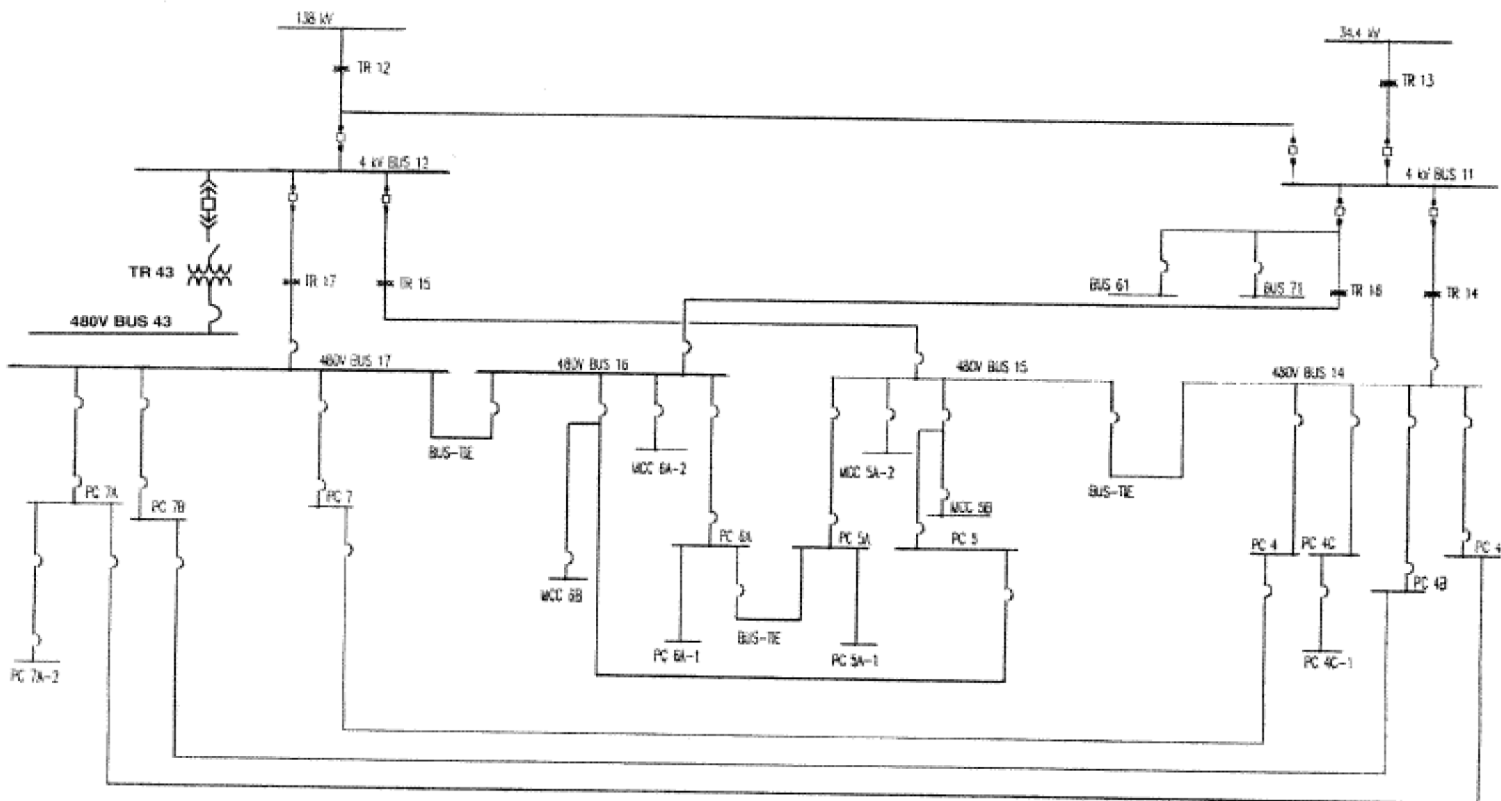 138 kV
34.4 kV
TR 12
TR 13
4 kV BUS 12
4 kV BUS 11
TR 43
TR 17
TR 15
BUS 61
BUS 71
TR 16
TR 14
480V BUS 43
480V BUS 17
480V BUS 16
480V BUS 15
480V BUS 14
BUS-TIE
MCC 6A-2
MCC 5A-2
BUS-TIE
PC 7A
PC 7B
PC 7
MCC 5B
PC 6A
PC 5A
PC 5
PC 4
PC 4C
PC 4
MCC 6B
PC 4B
BUS-TIE
PC 6A-1
PC 5A-1
PC 4C-1
PC 7A-2